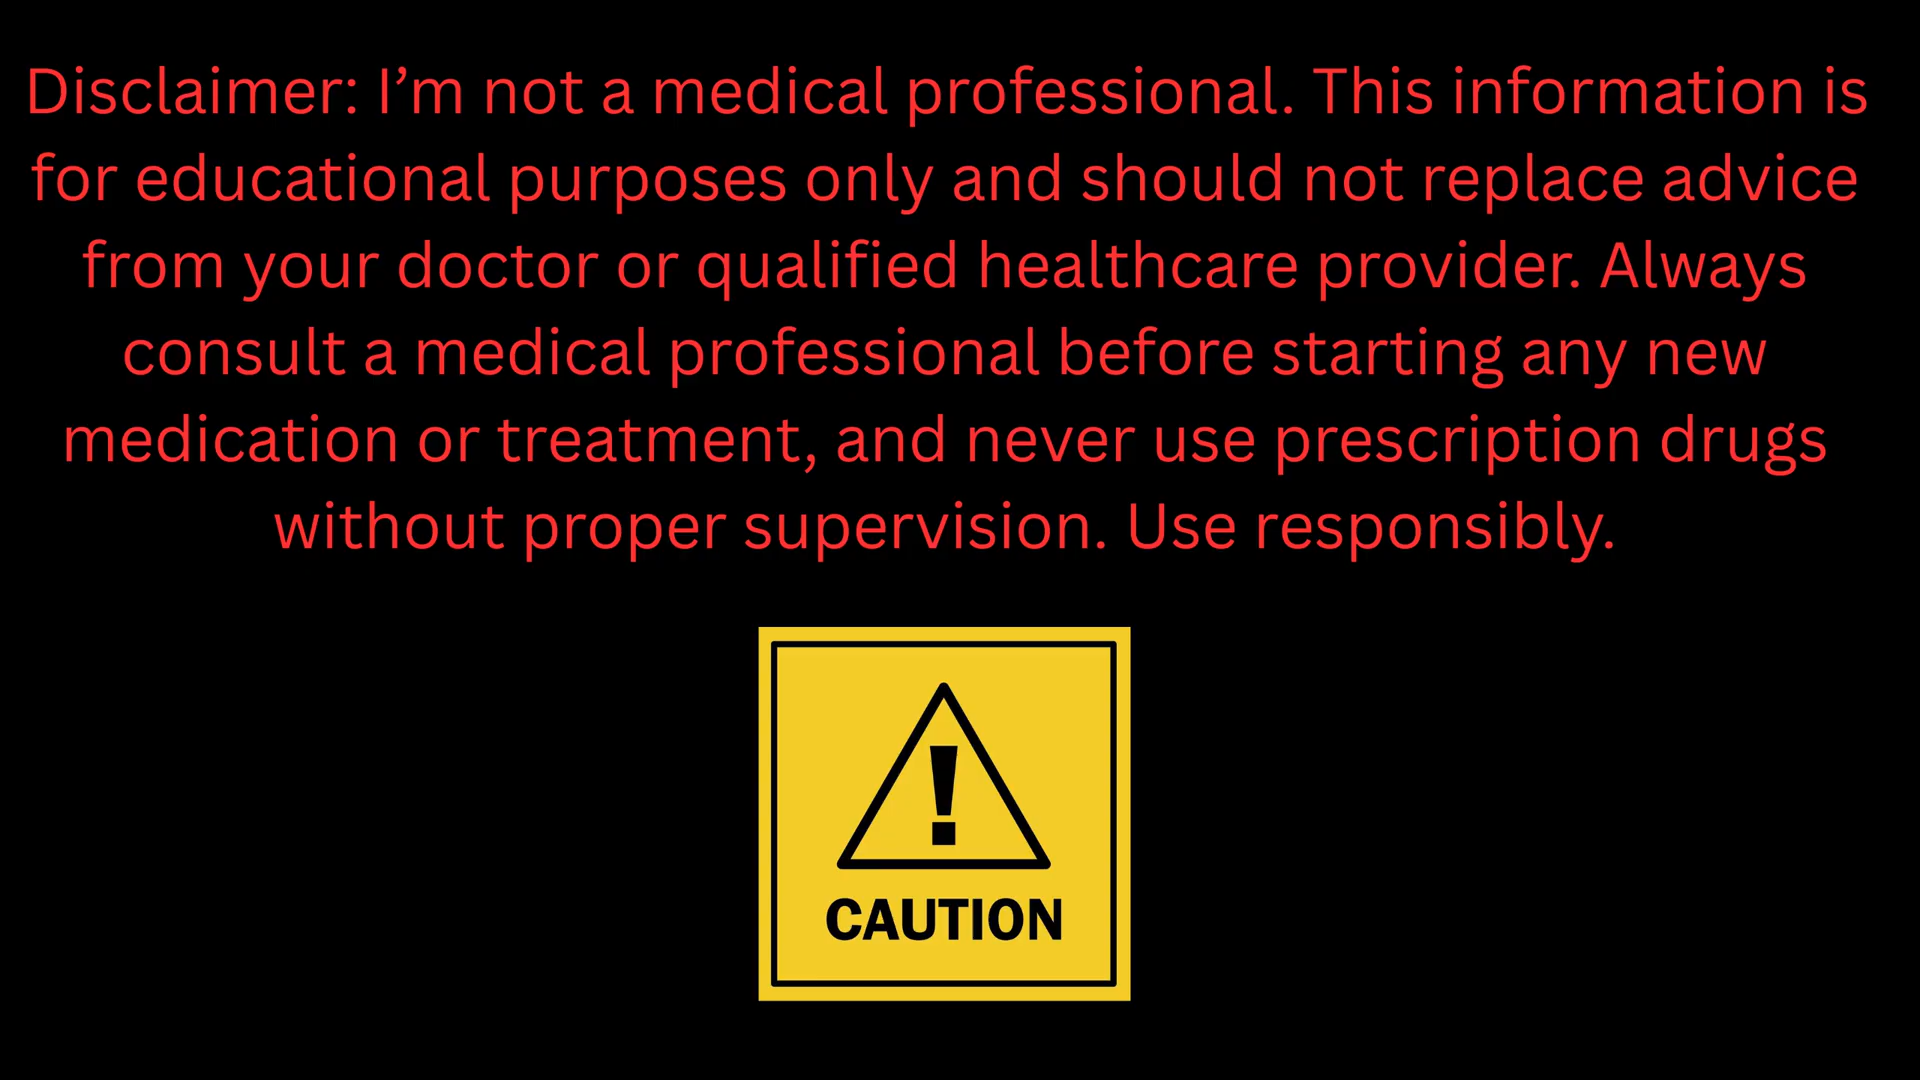 Disclaimer: I’m not a medical professional. This information is
for educational purposes only and should not replace advice
from your doctor or qualified healthcare provider. Always
consult a medical professional before starting any new
medication or treatment, and never use prescription drugs
without proper supervision. Use responsibly.
!
CAUTION